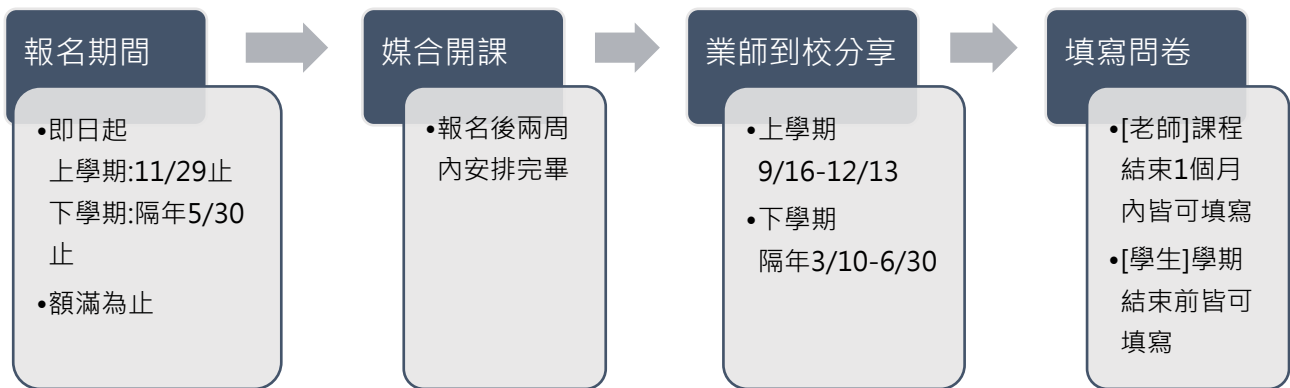 報名期間
•即日起
上學期:11/29止
下學期:隔年5/30
止
•額滿為止
媒合開課
•報名後兩周
內安排完畢
業師到校分享
•上學期
9/16-12/13
•下學期
隔年3/10-6/30
填寫問卷
•[老師]課程
結束1個月
內皆可填寫
•[學生]學期
結束前皆可
填寫